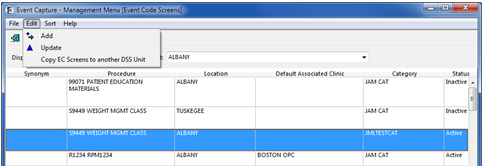 Event Capture - Management Menu [Event Code Screens]
File Edit Sort Help
Add
Update
Copy EC Screens to another DSS Unit
Disp
t:
ALBANY
Synonym Procedure Location Default Associated Clinic Category Status
99071 PATIENT EDUCATION MATERIALS ALBANY JAM CAT Inactive
S9449 WEIGHT MGMT CLASS TUSKEGEE JAM CAT Inactive
S9449 WEIGHT MGMT CLASS ALBANY JMLTESTCAT Active
R1234 RPM1234 ALBANY BOSTON OPC JAM CAT Active